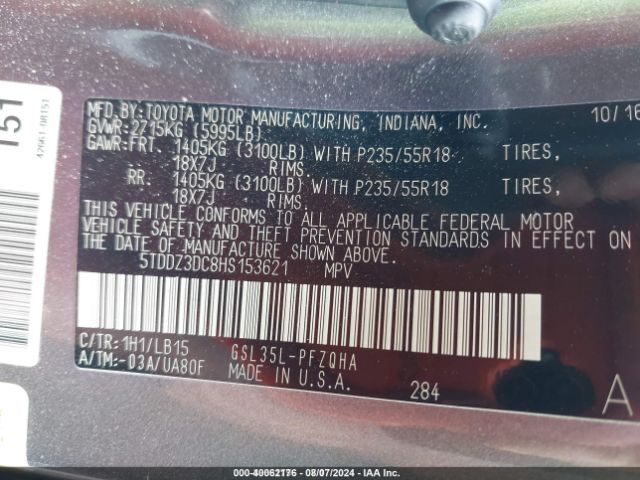 151
42661-08151
MFD. BY: TOYOTA MOTOR MANUFACTURING, INDIANA, INC. 10/16
GVWR: 2715KG (5995LB)
GAWR: FRT. 1405KG (3100LB) WITH P235/55R18 TIRES,
18X7J RIMS.
RR. 1405KG (3100LB) WITH P235/55R18 TIRES,
18X7J RIMS.
THIS VEHICLE CONFORMS TO ALL APPLICABLE FEDERAL MOTOR
VEHICLE SAFETY AND THEFT PREVENTION STANDARDS IN EFFECT ON
THE DATE OF MANUFACTURE SHOWN ABOVE.
5TDDZ3DC8HS153621 MPV
C/TR: 1H1/LB15 GSL35L-PFZQHA
A/TM: -03A/UA80F MADE IN U.S.A. 284 A
000-40062176 - 08/07/2024 - IAA Inc.